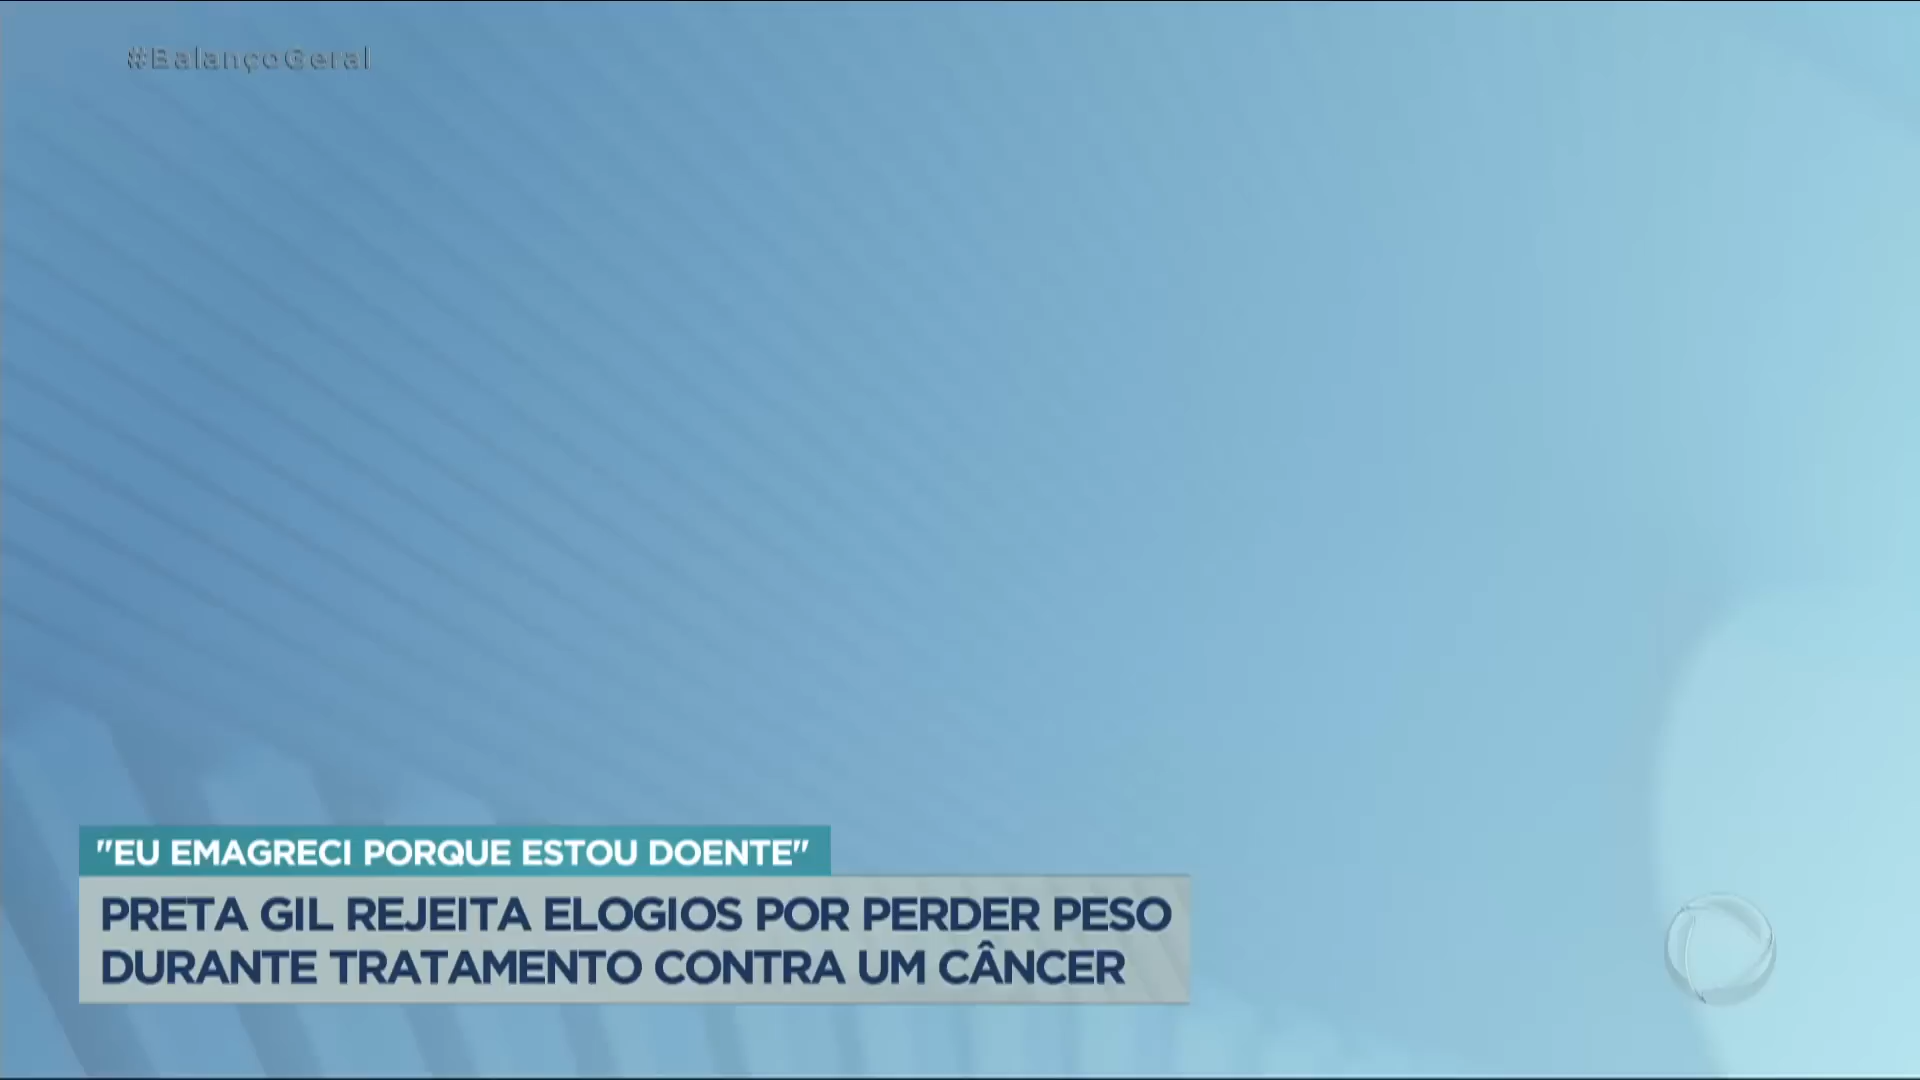 #BalançoGeral
"EU EMAGRECI PORQUE ESTOU DOENTE"
PRETA GIL REJEITA ELOGIOS POR PERDER PESO
DURANTE TRATAMENTO CONTRA UM CÂNCER